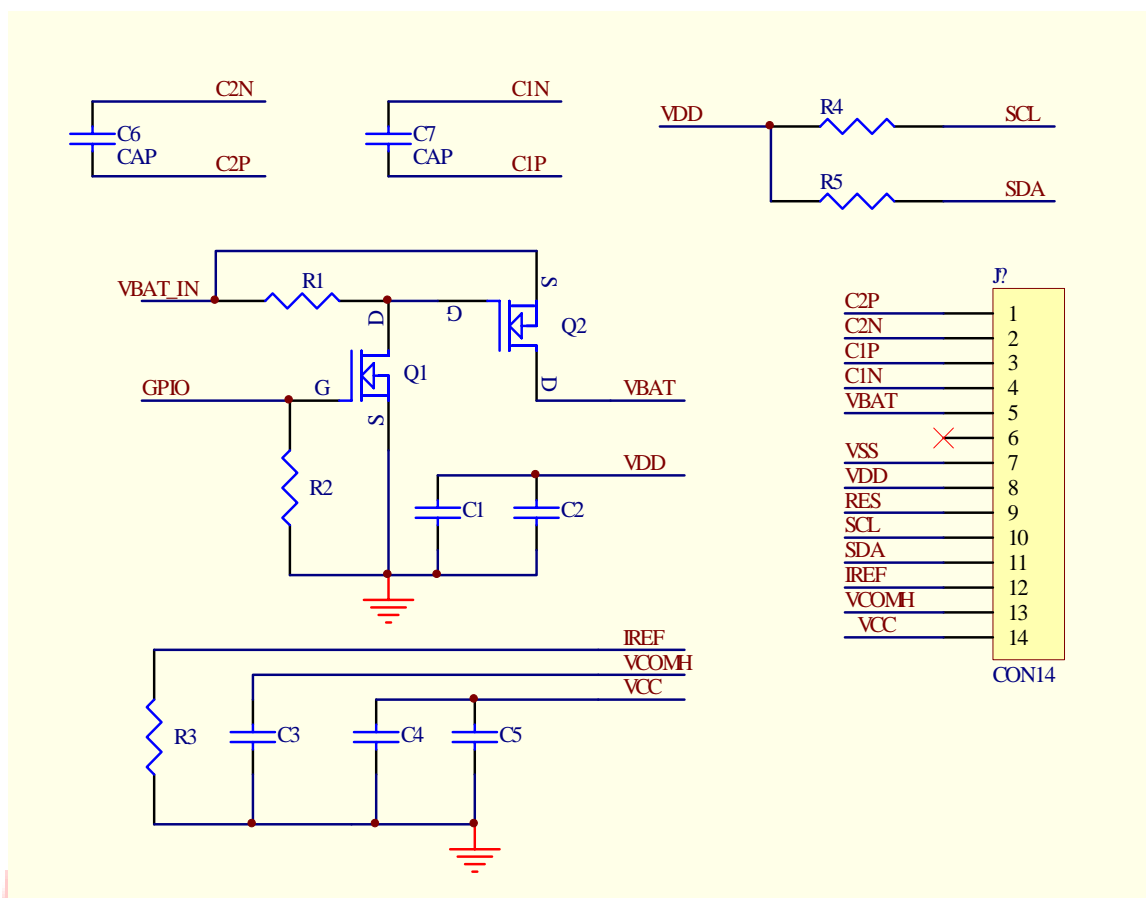 C2N
C6
CAP
C2P
C1N
C7
CAP
C1P
VDD
R4
SCL
R5
SDA
VBAT_IN
R1
D
G
S
Q2
D
VBAT
GPIO
G
Q1
S
R2
VDD
C1
C2
IREF
VCOMH
VCC
R3
C3
C4
C5
J?
C2P 1
C2N 2
C1P 3
C1N 4
VBAT 5
6
VSS 7
VDD 8
RES 9
SCL 10
SDA 11
IREF 12
VCOMH 13
VCC 14
CON14